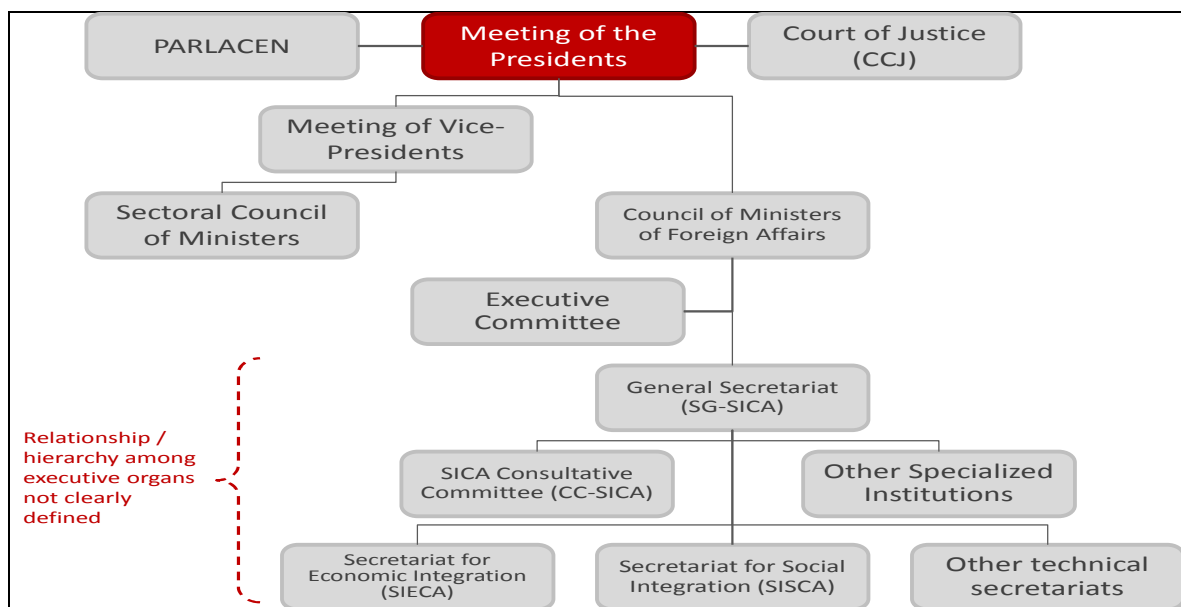 PARLACEN
Meeting of the
Presidents
Court of Justice
(CCJ)
Meeting of Vice-
Presidents
Sectoral Council
of Ministers
Council of Ministers
of Foreign Affairs
Executive
Committee
General Secretariat
(SG-SICA)
Relationship /
hierarchy among
executive organs
not clearly
defined
SICA Consultative
Committee (CC-SICA)
Other Specialized
Institutions
Secretariat for
Economic Integration
(SIECA)
Secretariat for Social
Integration (SISCA)
Other technical
secretariats